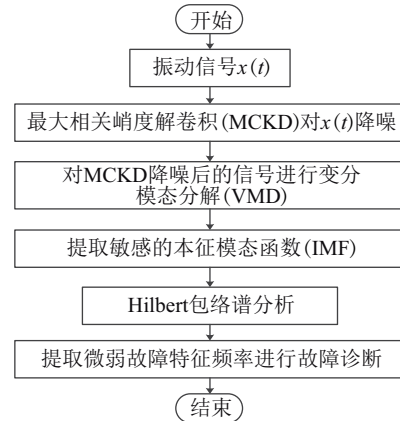 开始
振动信号x(t)
最大相关峭度解卷积(MCKD)对x(t)降噪
对MCKD降噪后的信号进行变分
模态分解(VMD)
提取敏感的本征模态函数(IMF)
Hilbert包络谱分析
提取微弱故障特征频率进行故障诊断
结束